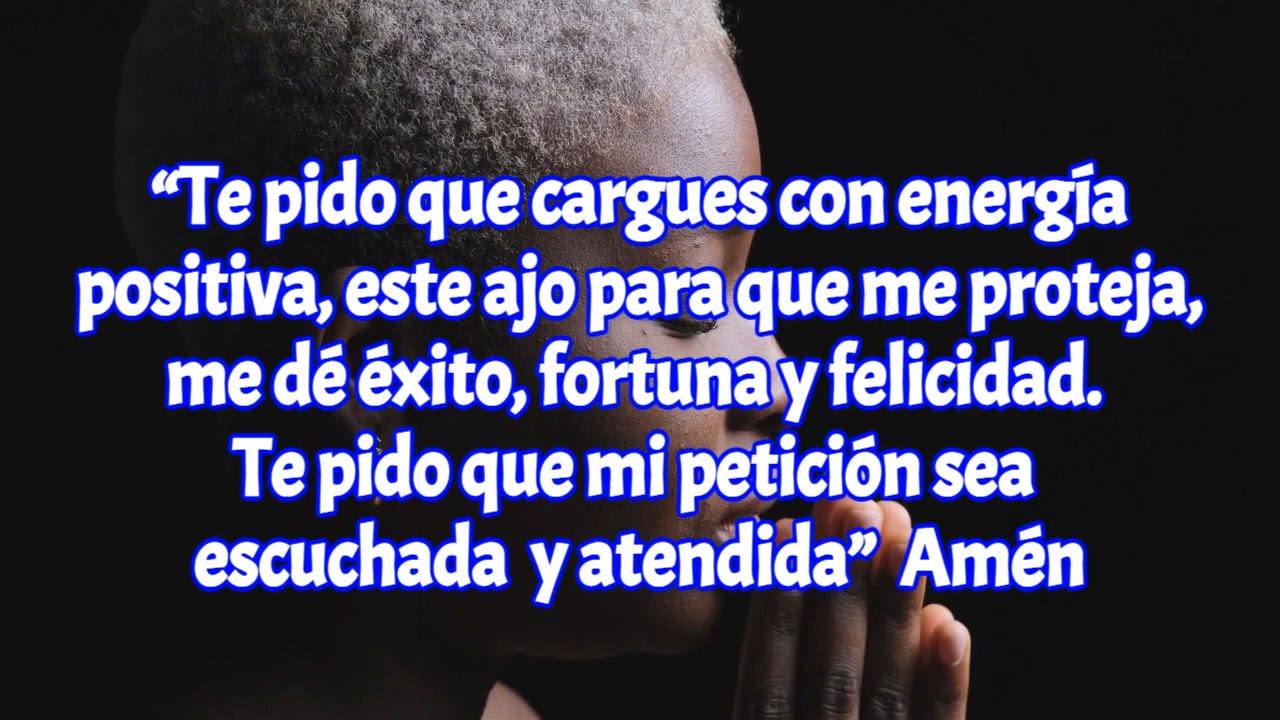 “Te pido que cargues con energía
positiva, este ajo para que me proteja,
me dé éxito, fortuna y felicidad.
Te pido que mi petición sea
escuchada  y atendida”  Amén